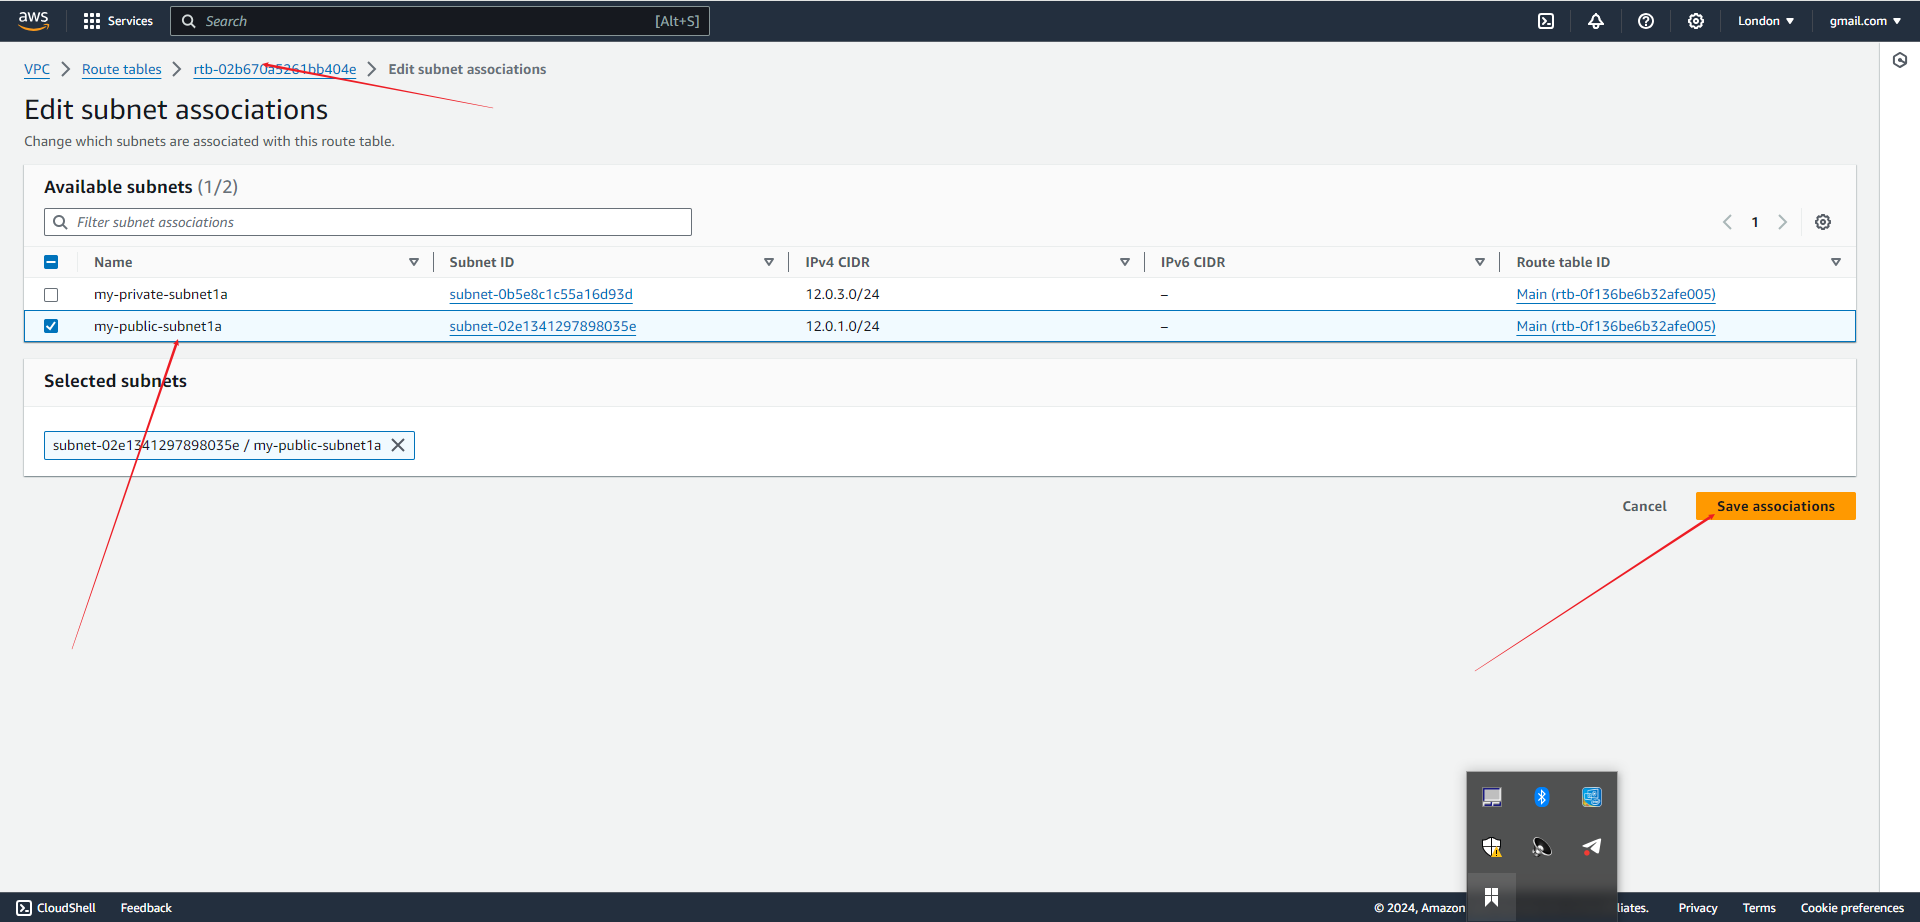 aws
Services
Search [Alt+S]
London
gmail.com
VPC Route tables rtb-02b670a5261bb404e Edit subnet associations
Edit subnet associations
Change which subnets are associated with this route table.
Available subnets (1/2)
Filter subnet associations
1
Name Subnet ID IPv4 CIDR IPv6 CIDR Route table ID
my-private-subnet1a subnet-0b5e8c1c55a16d93d 12.0.3.0/24 – Main (rtb-0f136be6b32afe005)
my-public-subnet1a subnet-02e1341297898035e 12.0.1.0/24 – Main (rtb-0f136be6b32afe005)
Selected subnets
subnet-02e1341297898035e / my-public-subnet1a
Cancel Save associations
CloudShell Feedback © 2024, Amazon liates. Privacy Terms Cookie preferences